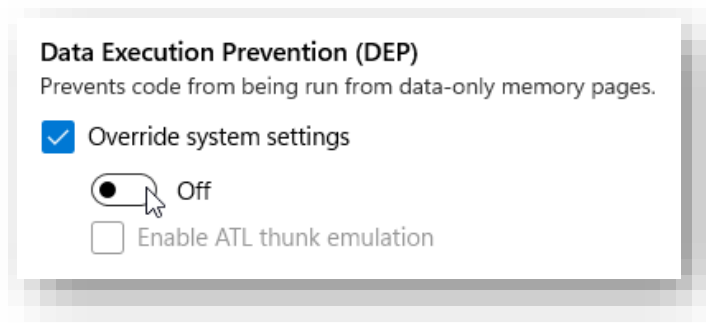 Data Execution Prevention (DEP)
Prevents code from being run from data-only memory pages.
Override system settings
Off
Enable ATL thunk emulation